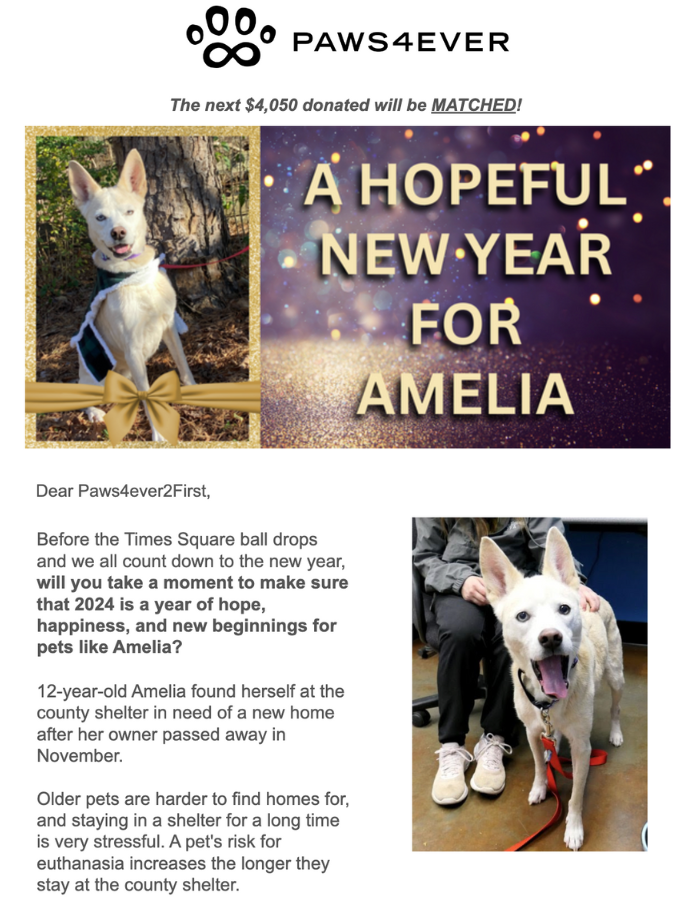 PAWS4EVER
The next $4,050 donated will be MATCHED!
A HOPEFUL
NEW YEAR
FOR
AMELIA
Dear Paws4ever2First,
Before the Times Square ball drops
and we all count down to the new year,
will you take a moment to make sure
that 2024 is a year of hope,
happiness, and new beginnings for
pets like Amelia?
12-year-old Amelia found herself at the
county shelter in need of a new home
after her owner passed away in
November.
Older pets are harder to find homes for,
and staying in a shelter for a long time
is very stressful. A pet's risk for
euthanasia increases the longer they
stay at the county shelter.